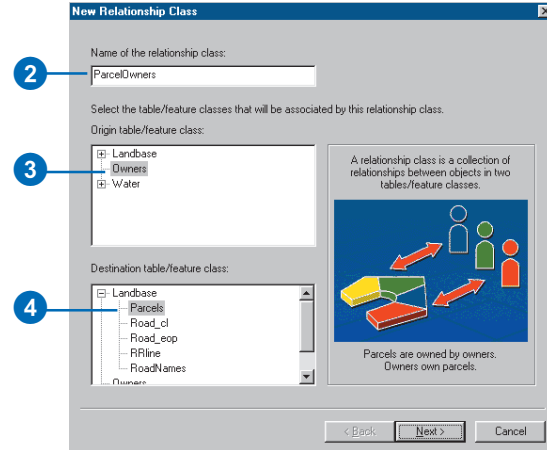 New Relationship Class
Name of the relationship class:
2
ParcelOwners
Select the table/feature classes that will be associated by this relationship class.
Origin table/feature class:
3
Landbase
Owners
Water
A relationship class is a collection of
relationships between objects in two
tables/feature classes.
Destination table/feature class:
4
Landbase
Parcels
Road_cl
Road_eop
RRline
RoadNames
Owners
Parcels are owned by owners.
Owners own parcels.
< Back
Next >
Cancel